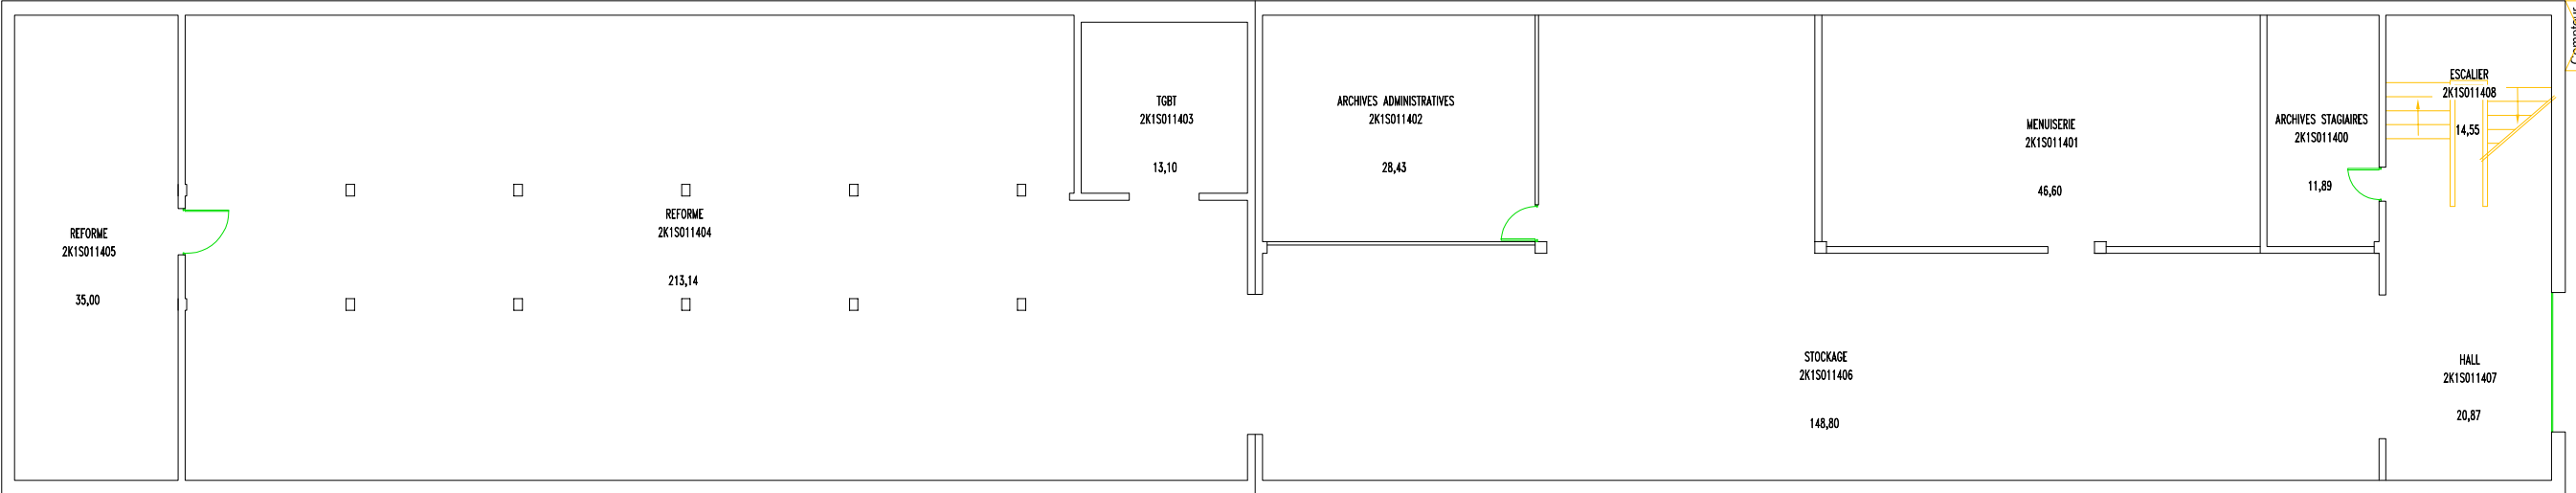 REFORME
2K1S011405
35,00
REFORME
2K1S011404
213,14
TGBT
2K1S011403
13,10
ARCHIVES ADMINISTRATIVES
2K1S011402
28,43
MENUISERIE
2K1S011401
46,60
ARCHIVES STAGIAIRES
2K1S011400
11,89
ESCALIER
2K1S011408
14,55
STOCKAGE
2K1S011406
148,80
HALL
2K1S011407
20,87